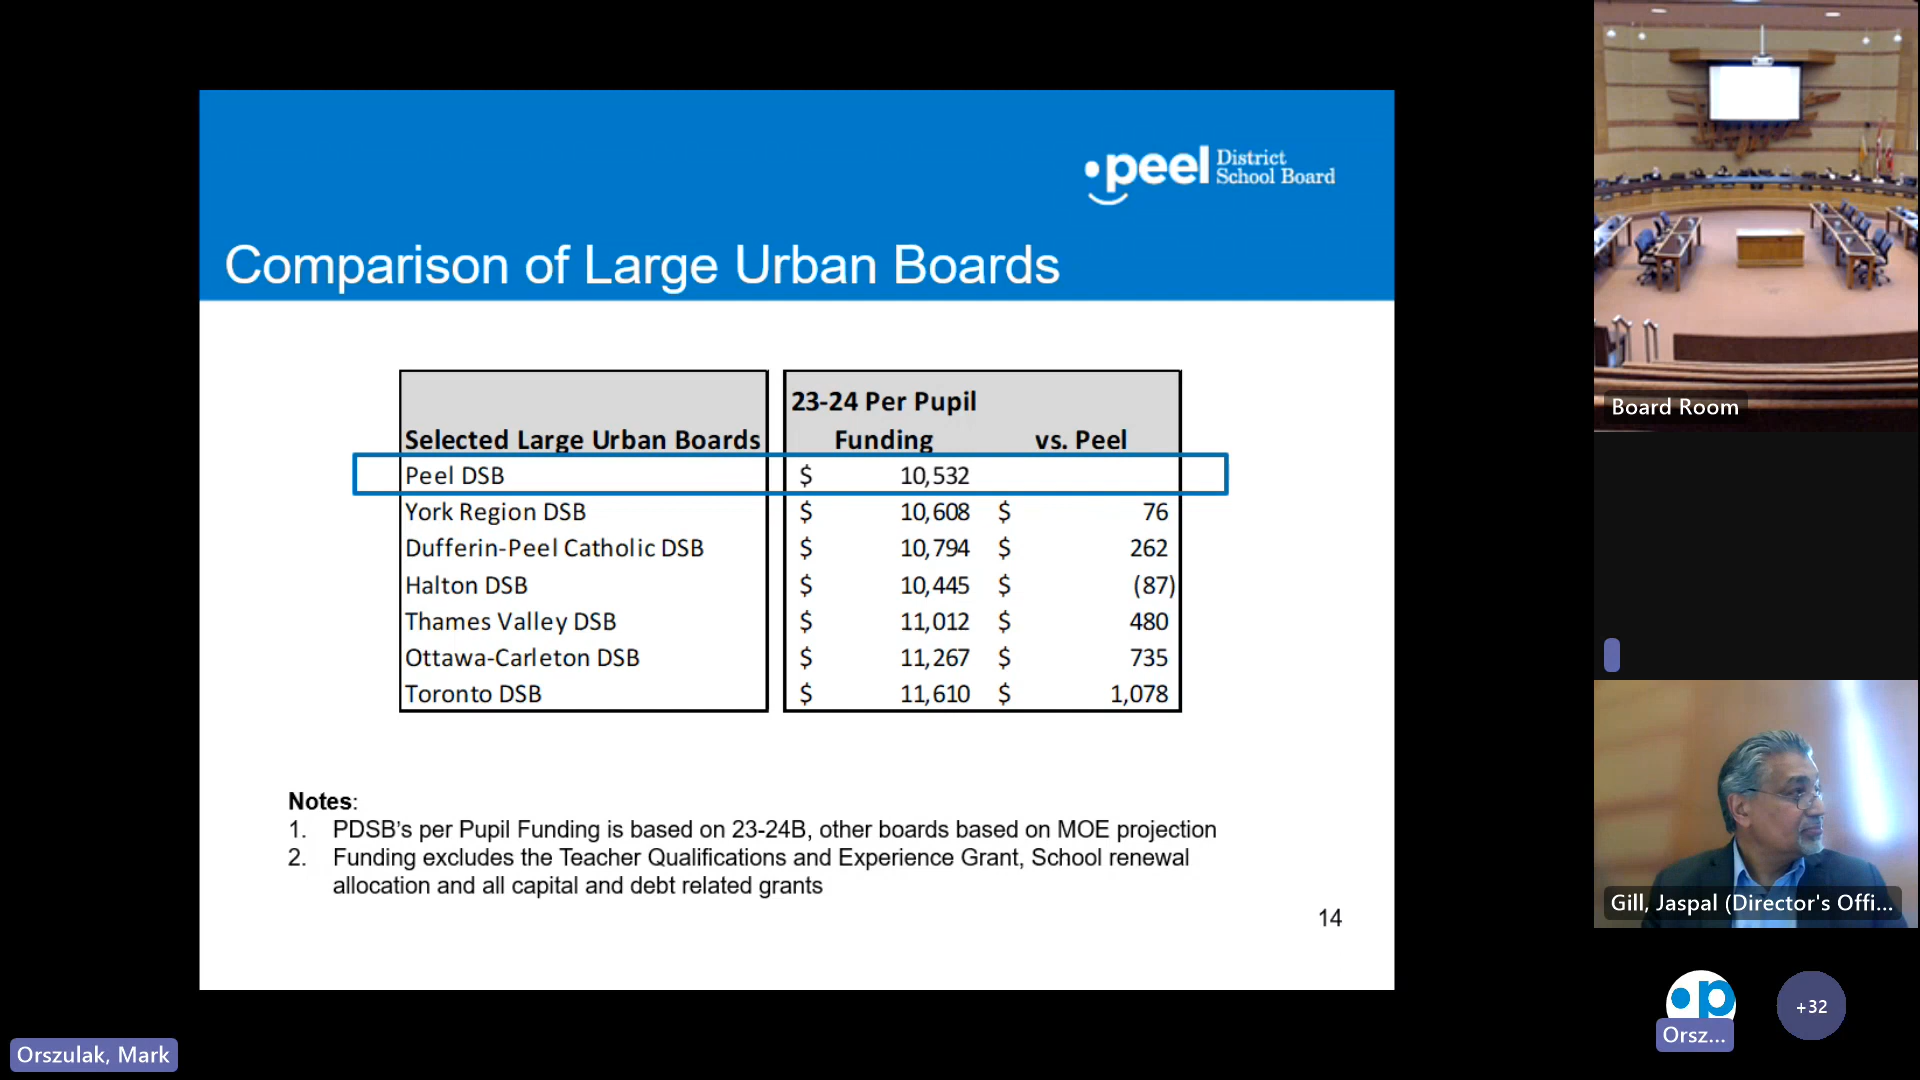 peel District
School Board
Comparison of Large Urban Boards
23-24 Per Pupil
Selected Large Urban Boards Funding vs. Peel
Peel DSB $ 10,532
York Region DSB $ 10,608 $ 76
Dufferin-Peel Catholic DSB $ 10,794 $ 262
Halton DSB $ 10,445 $ (87)
Thames Valley DSB $ 11,012 $ 480
Ottawa-Carleton DSB $ 11,267 $ 735
Toronto DSB $ 11,610 $ 1,078
Notes:
1. PDSB's per Pupil Funding is based on 23-24B, other boards based on MOE projection
2. Funding excludes the Teacher Qualifications and Experience Grant, School renewal
allocation and all capital and debt related grants
14
Orszulak, Mark
Board Room
Gill, Jaspal (Director's Offi...
p
Orsz...
+32